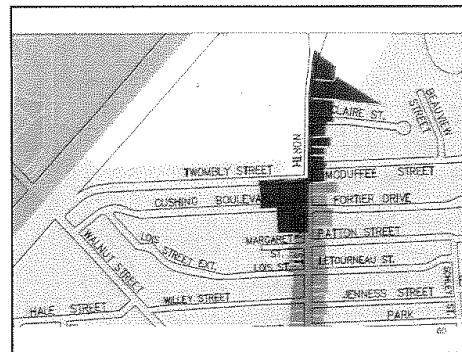 CLAIRE ST.
BEAUVIEW
STREET
NORTH
TWOMBLY STREET
MCDUFFEE STREET
CUSHING BOULEVA
FORTIER DRIVE
MARGARET
ST.
PATTON STREET
LOIS STREET EXT.
WALNUT STREET
LOIS ST.
LETOURNEAU ST.
HALE STREET
WILLEY STREET
JENNESS STREET
PARK